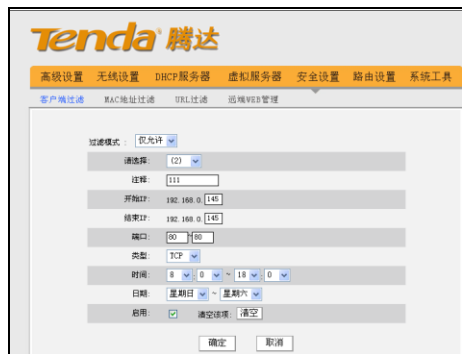 Tenda 腾达
高级设置 无线设置 DHCP服务器 虚拟服务器 安全设置 路由设置 系统工具
客户端过滤 MAC地址过滤 URL过滤 远端WEB管理
过滤模式 : 仅允许
请选择: (2)
注释: 111
开始IP: 192.168.0.145
结束IP: 192.168.0.145
端口: 80 ~ 80
类型: TCP
时间: 8 : 0 ~ 18 : 0
日期: 星期日 ~ 星期六
启用: 清空该项: 清空
确定 取消